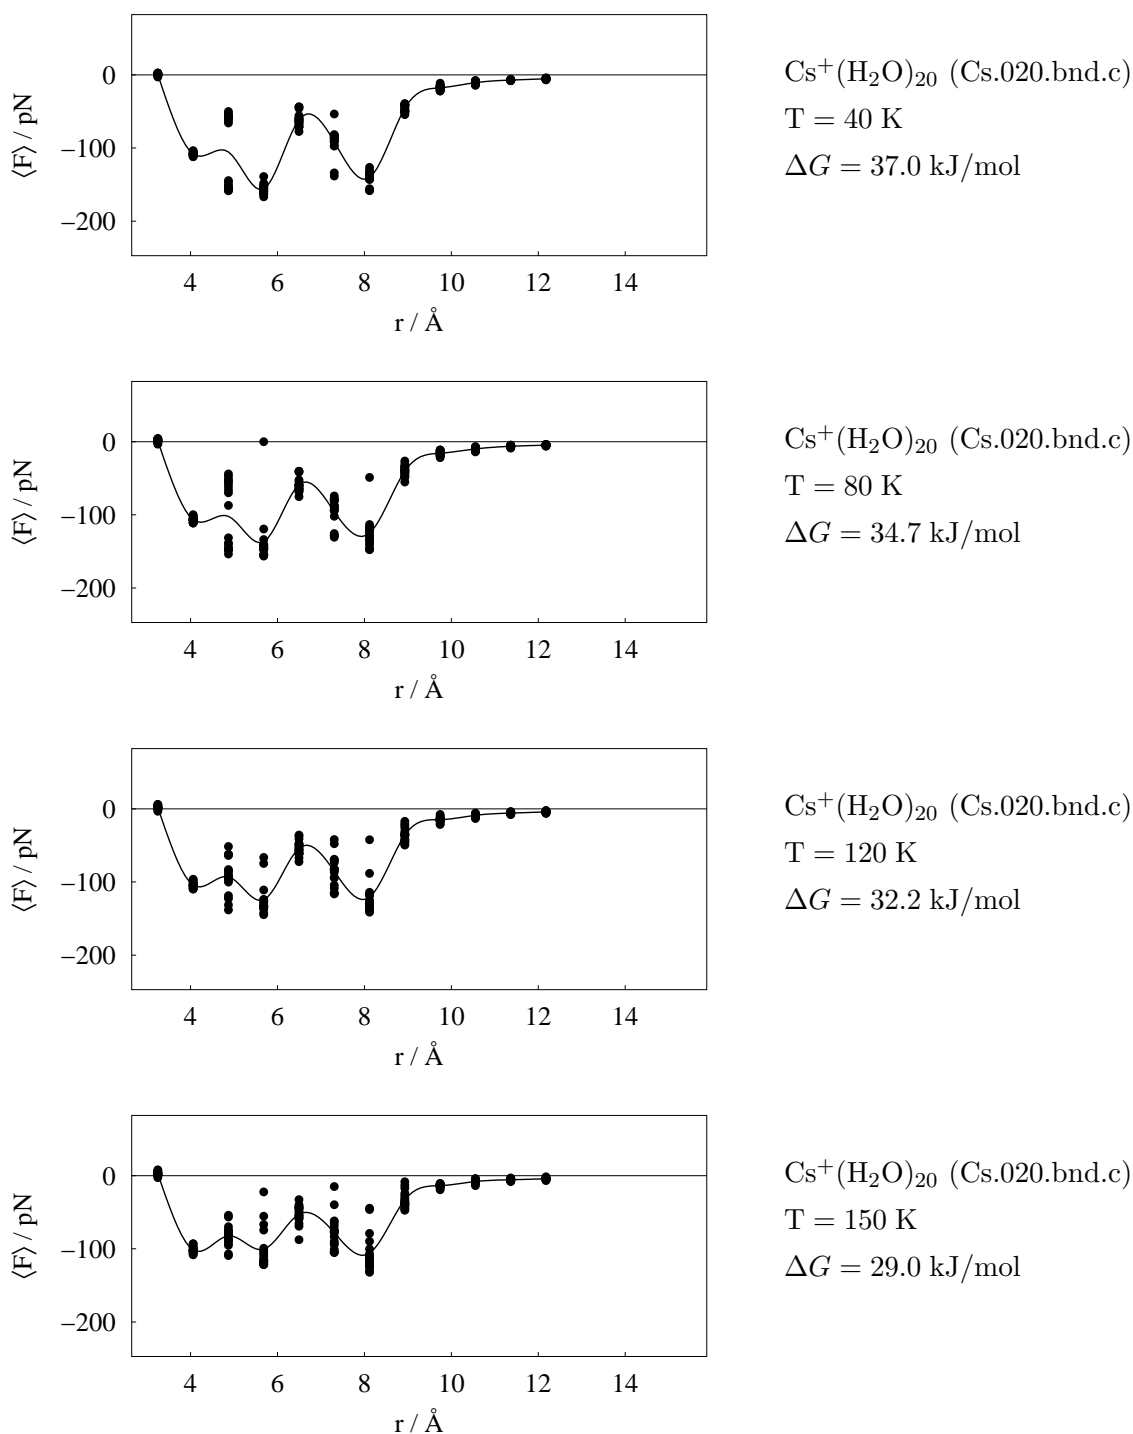 0
−100
−200
⟨F⟩ / pN
4 6 8 10 12 14
r / Å
Cs⁺(H₂O)₂₀ (Cs.020.bnd.c)
T = 40 K
ΔG = 37.0 kJ/mol
0
−100
−200
⟨F⟩ / pN
4 6 8 10 12 14
r / Å
Cs⁺(H₂O)₂₀ (Cs.020.bnd.c)
T = 80 K
ΔG = 34.7 kJ/mol
0
−100
−200
⟨F⟩ / pN
4 6 8 10 12 14
r / Å
Cs⁺(H₂O)₂₀ (Cs.020.bnd.c)
T = 120 K
ΔG = 32.2 kJ/mol
0
−100
−200
⟨F⟩ / pN
4 6 8 10 12 14
r / Å
Cs⁺(H₂O)₂₀ (Cs.020.bnd.c)
T = 150 K
ΔG = 29.0 kJ/mol